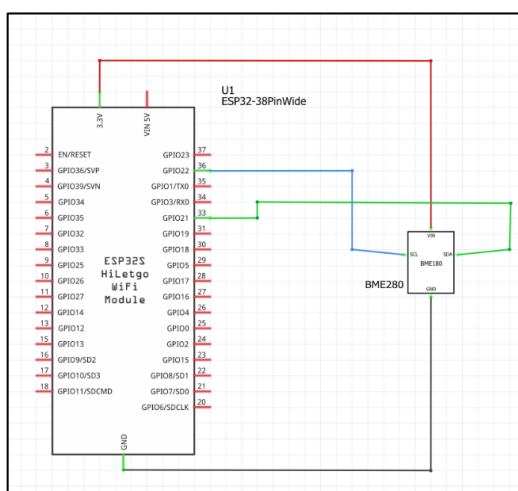 U1
ESP32-38PinWide
3.3V
VIN 5V
2 EN/RESET
3 GPIO36/SVP
4 GPIO39/SVN
5 GPIO34
6 GPIO35
7 GPIO32
8 GPIO33
9 GPIO25
10 GPIO26
11 GPIO27
12 GPIO14
13 GPIO12
15 GPIO13
16 GPIO9/SD2
17 GPIO10/SD3
18 GPIO11/SDCMD
ESP32S
HiLetgo
WiFi
Module
GPIO23 37
GPIO22 36
GPIO1/TX0 35
GPIO3/RX0 34
GPIO21 33
GPIO19 31
GPIO18 30
GPIO5 29
GPIO17 28
GPIO16 27
GPIO4 26
GPIO0 25
GPIO2 24
GPIO15 23
GPIO8/SD1 22
GPIO7/SD0 21
GPIO6/SDCLK 20
GND
VIN
SCL
BME180
SDA
GND
BME280